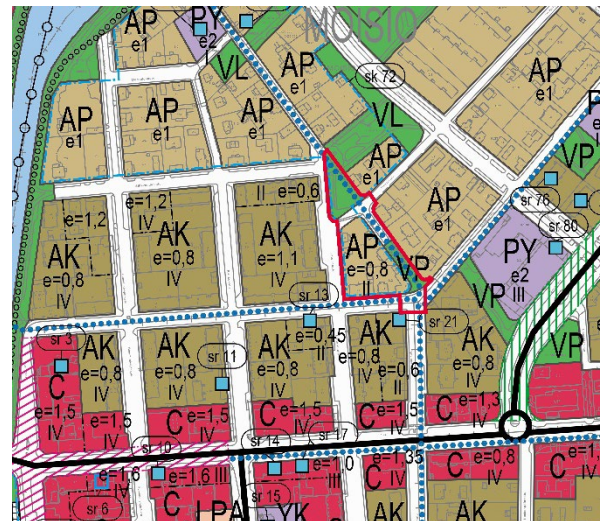 MOISIO
AP
e1
PY
e2
I
VL
AP
e1
sk 72
AP
e1
VL
AP
e1
AP
e1
AP
e1
AP
e1
VP
sr 76
sr 80
PY
e2
III
VP
e=1,2
AK
e=0,8
IV
e=1,2
IV
AK
e=0,8
IV
II e=0,6
AK
e=1,1
IV
AP
e=0,8
II
VP
sr 13
sr 3
C
e=1,5
IV
AK
e=0,8
IV
AK
e=0,8
IV
sr 11
AK
e=0,45
II
e=0,8
IV
AK
e=0,8
IV
e=0,6
II
sr 21
AK
e=0,8
IV
VP
e=1,5
IV
C e=1,5
IV
C e=1,5
IV
C
e=1,5
IV
C e=1,3
IV
sr 10
sr 14
sr 17
e=1,6
IV
e=1,6 III
C
e=1,0
III
e=1,35
C
IV
C e=0,8
IV
C
IV
sr 6
sr 15
LPA
YK
AK
AK